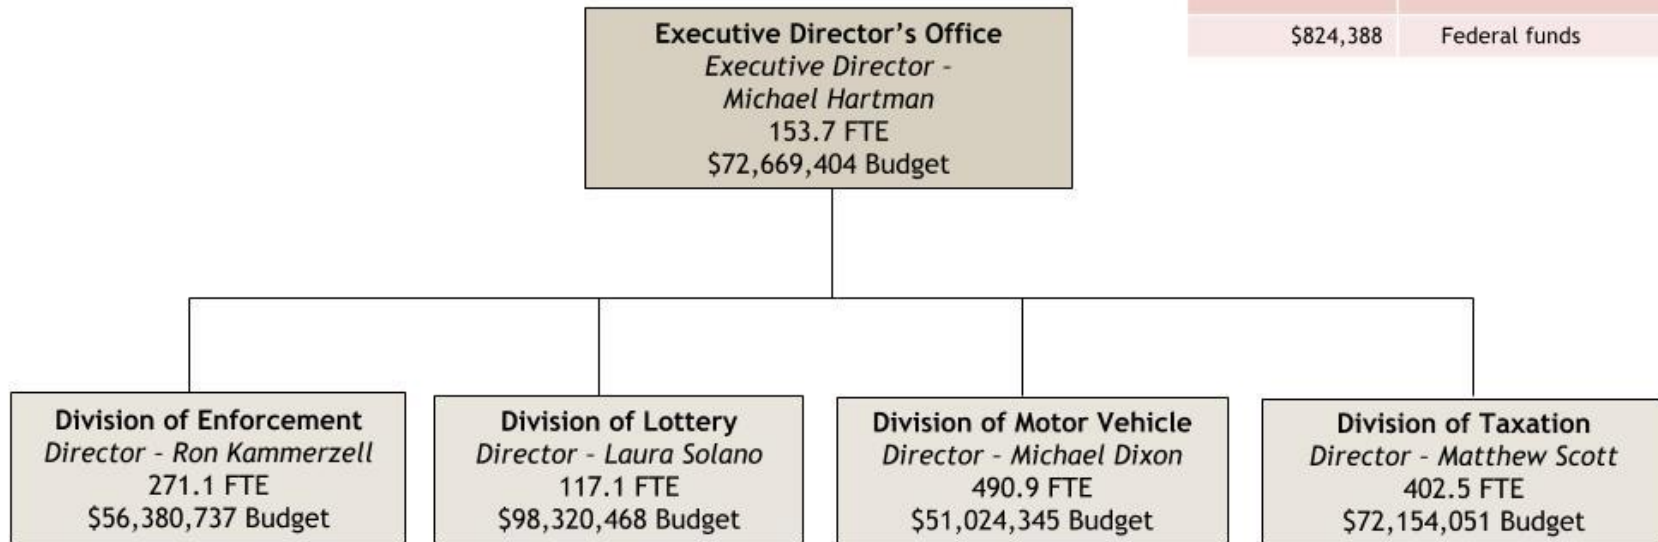 $824,388 Federal funds
Executive Director’s Office
Executive Director –
Michael Hartman
153.7 FTE
$72,669,404 Budget
Division of Enforcement
Director – Ron Kammerzell
271.1 FTE
$56,380,737 Budget
Division of Lottery
Director – Laura Solano
117.1 FTE
$98,320,468 Budget
Division of Motor Vehicle
Director – Michael Dixon
490.9 FTE
$51,024,345 Budget
Division of Taxation
Director – Matthew Scott
402.5 FTE
$72,154,051 Budget